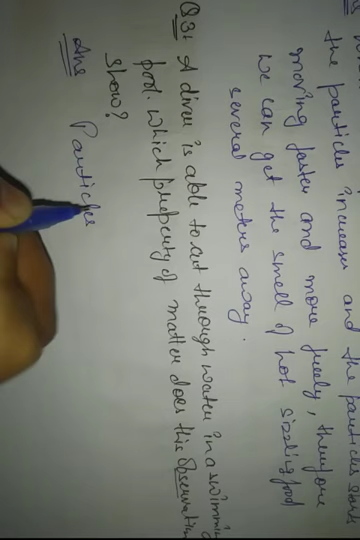 the particles increases and the particles start
moving faster and more freely, therefore
we can get the smell of hot sizzling food
several meters away.
Q3: A diver is able to cut through water in a swimming
pool. Which property of matter does this observation
show?
Ans Particles